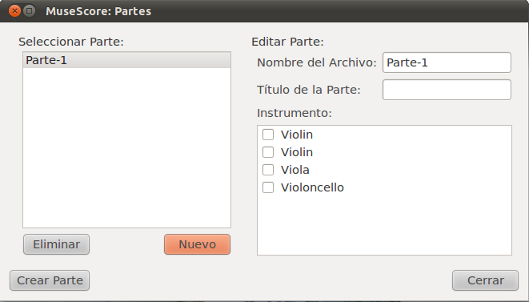 MuseScore: Partes
Seleccionar Parte:
Parte-1
Eliminar
Nuevo
Editar Parte:
Nombre del Archivo: Parte-1
Título de la Parte:
Instrumento:
Violin
Violin
Viola
Violoncello
Crear Parte
Cerrar